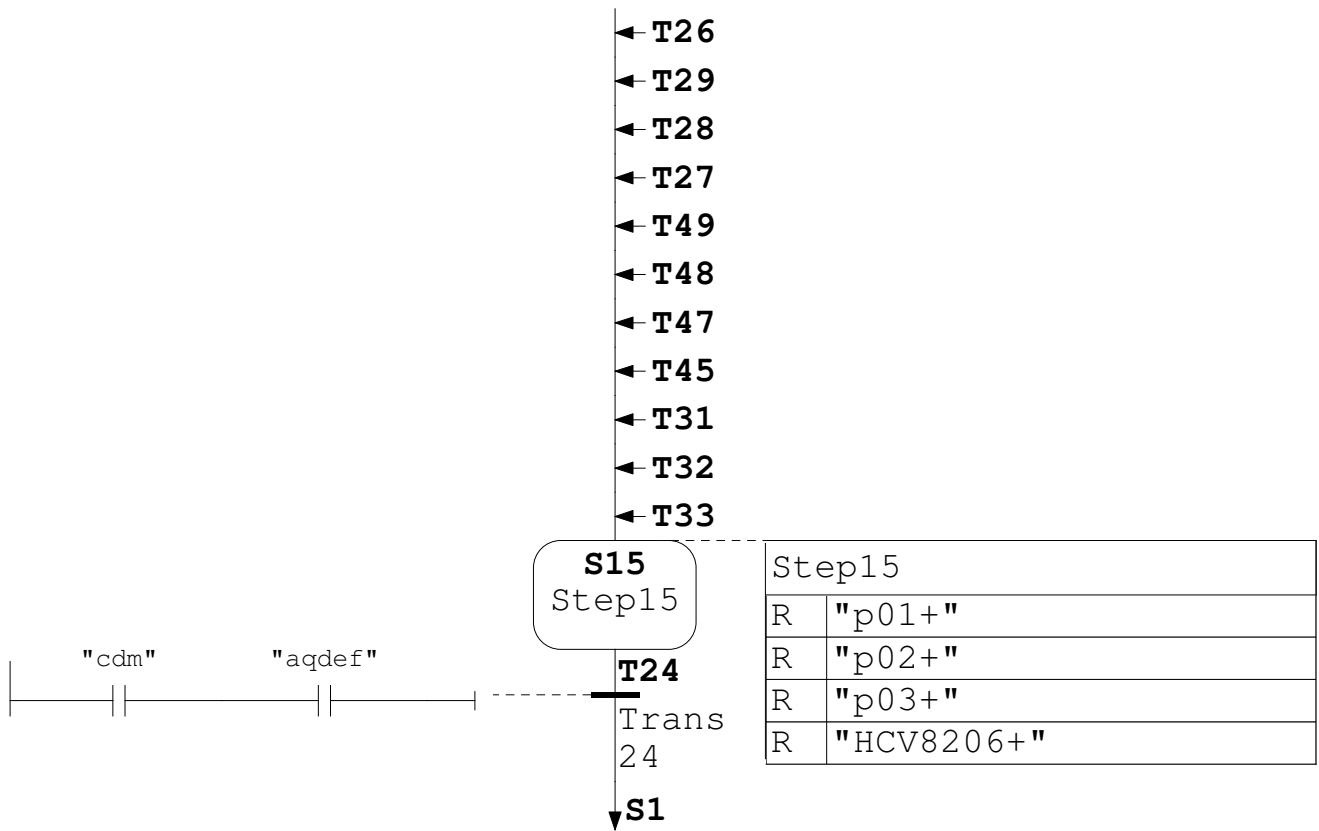 T26
T29
T28
T27
T49
T48
T47
T45
T31
T32
T33
S15
Step15
Step15
R "p01+"
R "p02+"
R "p03+"
R "HCV8206+"
"cdm" "aqdef"
T24
Trans
24
S1